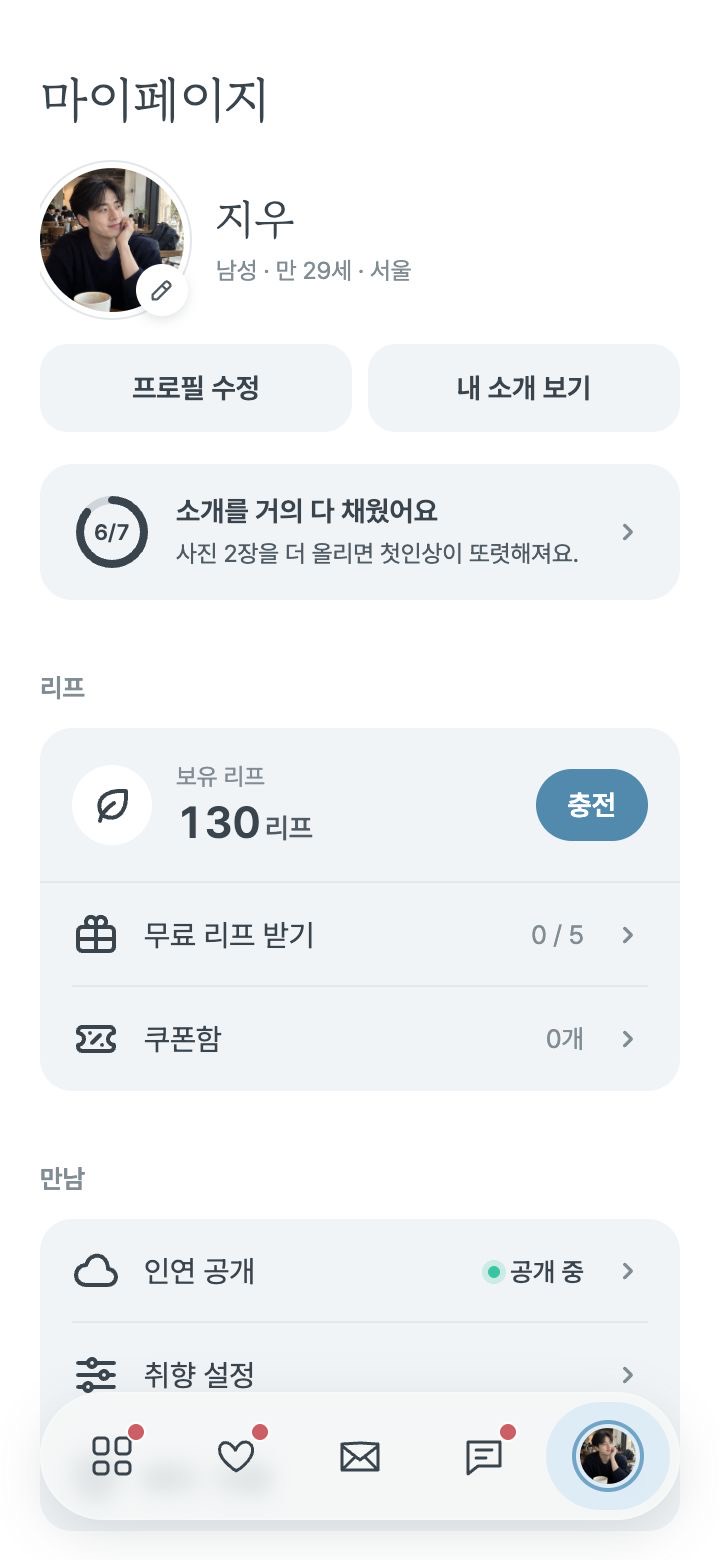 마이페이지
지우
남성 · 만 29세 · 서울
프로필 수정
내 소개 보기
6/7
소개를 거의 다 채웠어요
사진 2장을 더 올리면 첫인상이 또렷해져요.
리프
보유 리프
130 리프
충전
무료 리프 받기
0 / 5
쿠폰함
0개
만남
인연 공개
공개 중
취향 설정